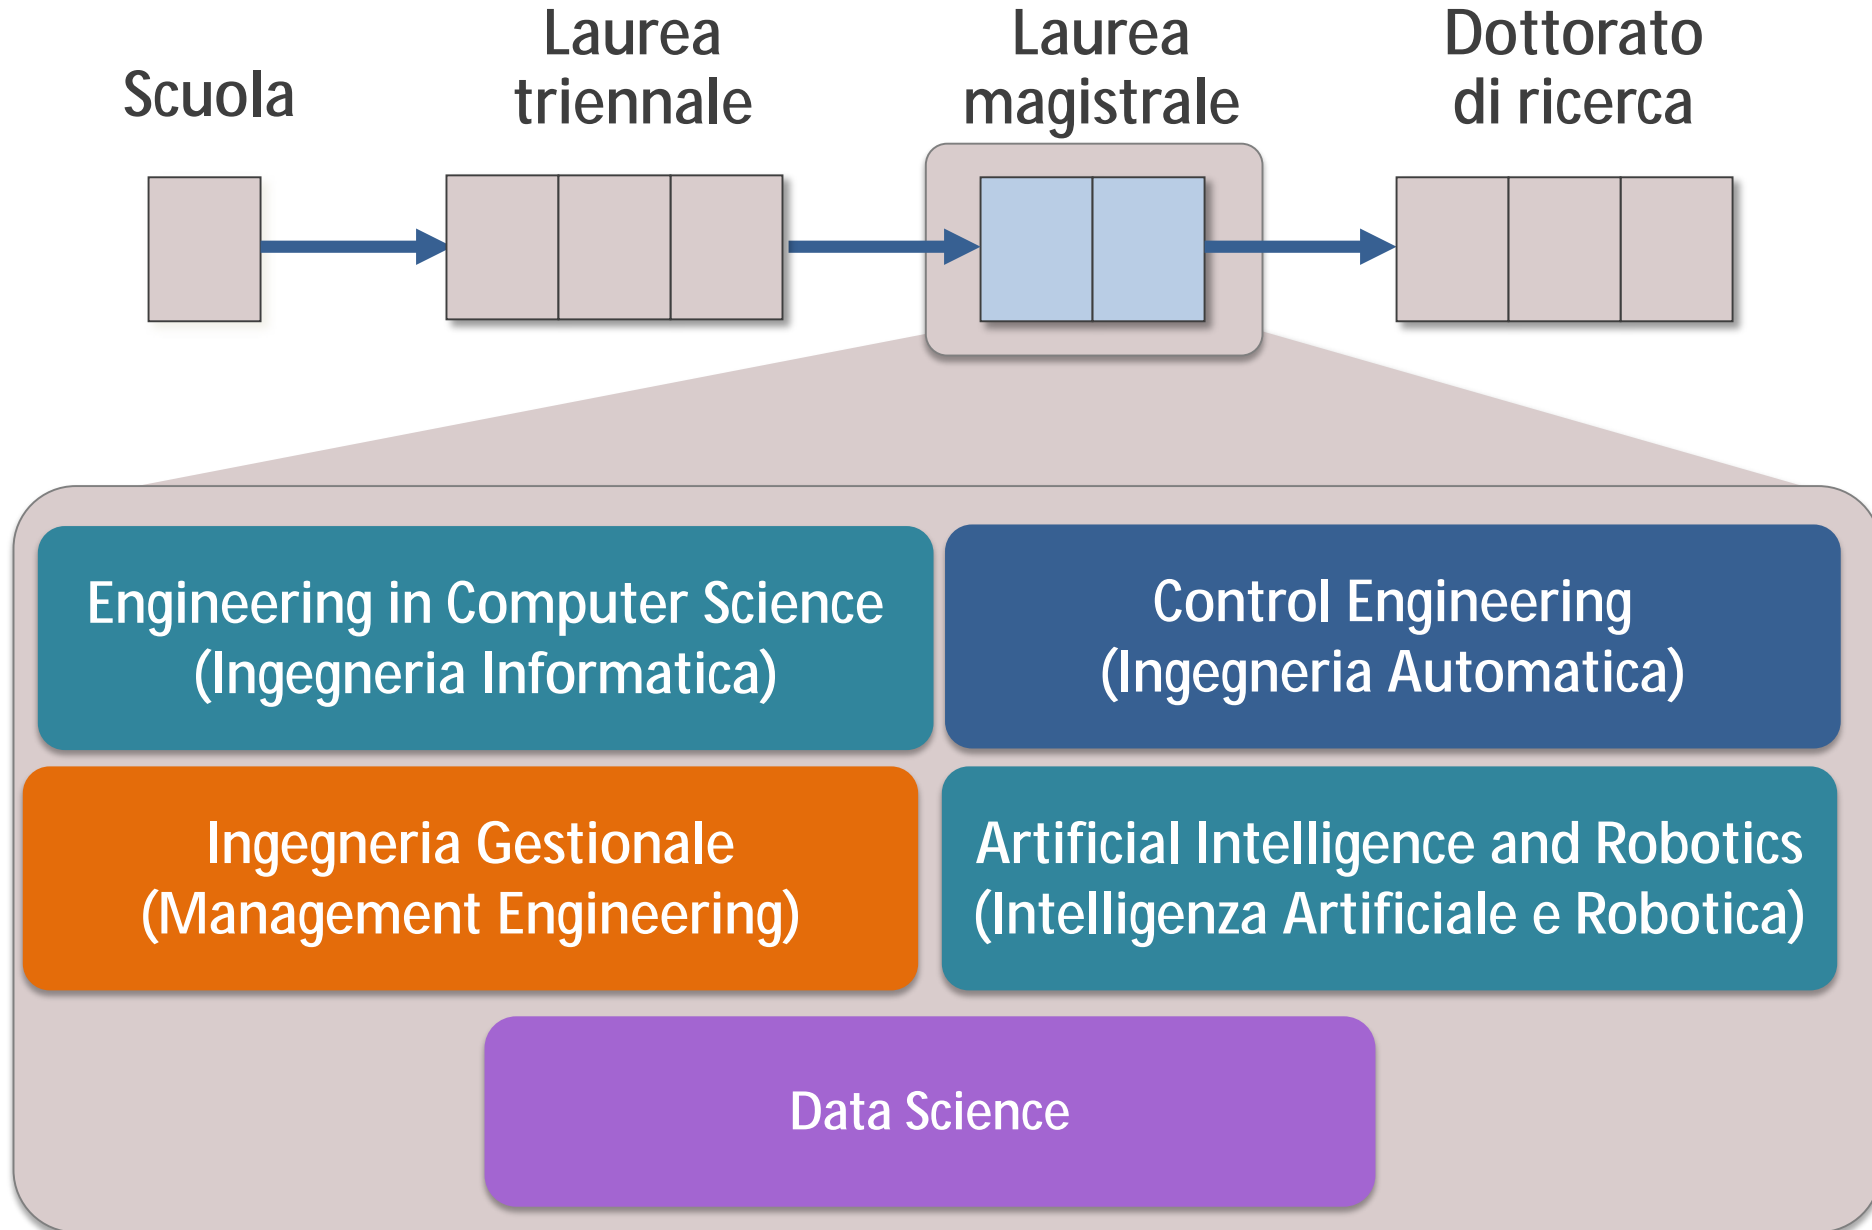 Scuola
Laurea
triennale
Laurea
magistrale
Dottorato
di ricerca
Engineering in Computer Science
(Ingegneria Informatica)
Control Engineering
(Ingegneria Automatica)
Ingegneria Gestionale
(Management Engineering)
Artificial Intelligence and Robotics
(Intelligenza Artificiale e Robotica)
Data Science